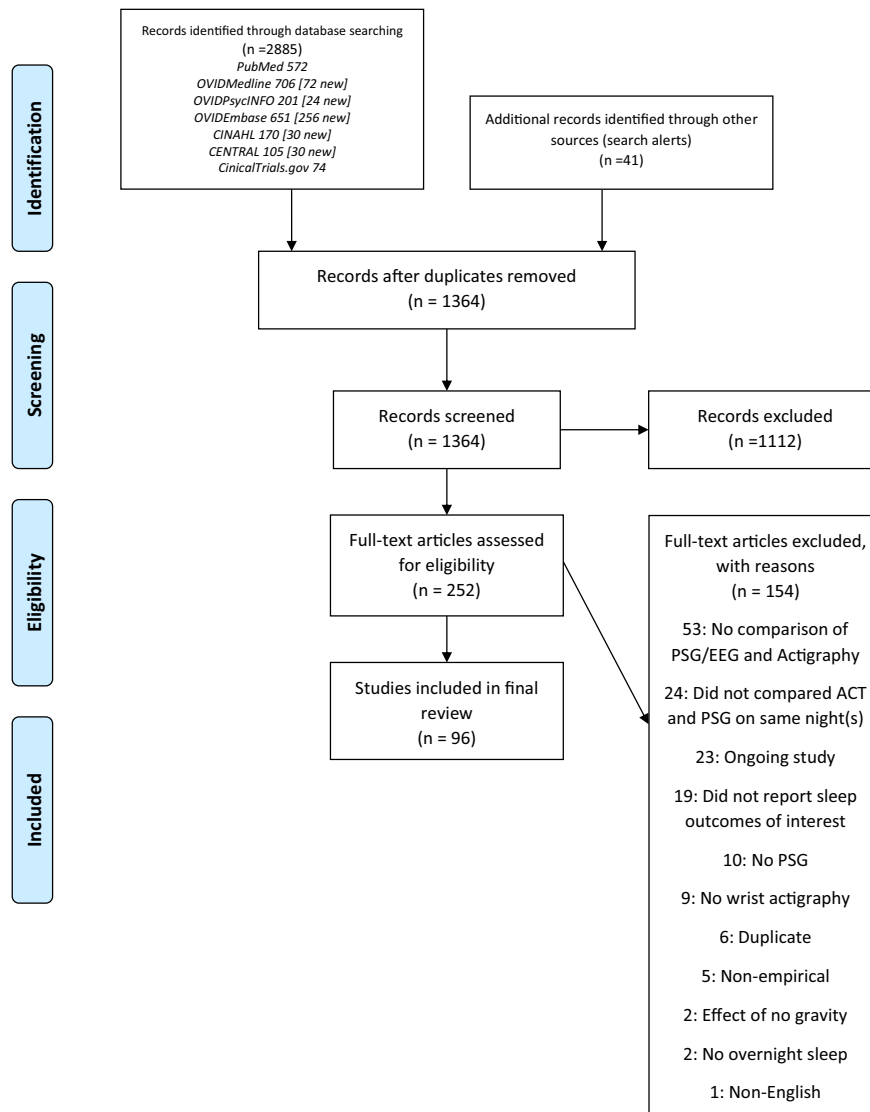 Records identified through database searching
(n =2885)
PubMed 572
OVIDMedline 706 [72 new]
OVIDPsycINFO 201 [24 new]
OVIDEmbase 651 [256 new]
CINAHL 170 [30 new]
CENTRAL 105 [30 new]
CinicalTrials.gov 74
Additional records identified through other
sources (search alerts)
(n =41)
Identification
Records after duplicates removed
(n = 1364)
Screening
Records screened
(n = 1364)
Records excluded
(n =1112)
Eligibility
Full-text articles assessed
for eligibility
(n = 252)
Full-text articles excluded,
with reasons
(n = 154)
53: No comparison of
PSG/EEG and Actigraphy
24: Did not compared ACT
and PSG on same night(s)
23: Ongoing study
19: Did not report sleep
outcomes of interest
10: No PSG
9: No wrist actigraphy
6: Duplicate
5: Non-empirical
2: Effect of no gravity
2: No overnight sleep
1: Non-English
Included
Studies included in final
review
(n = 96)